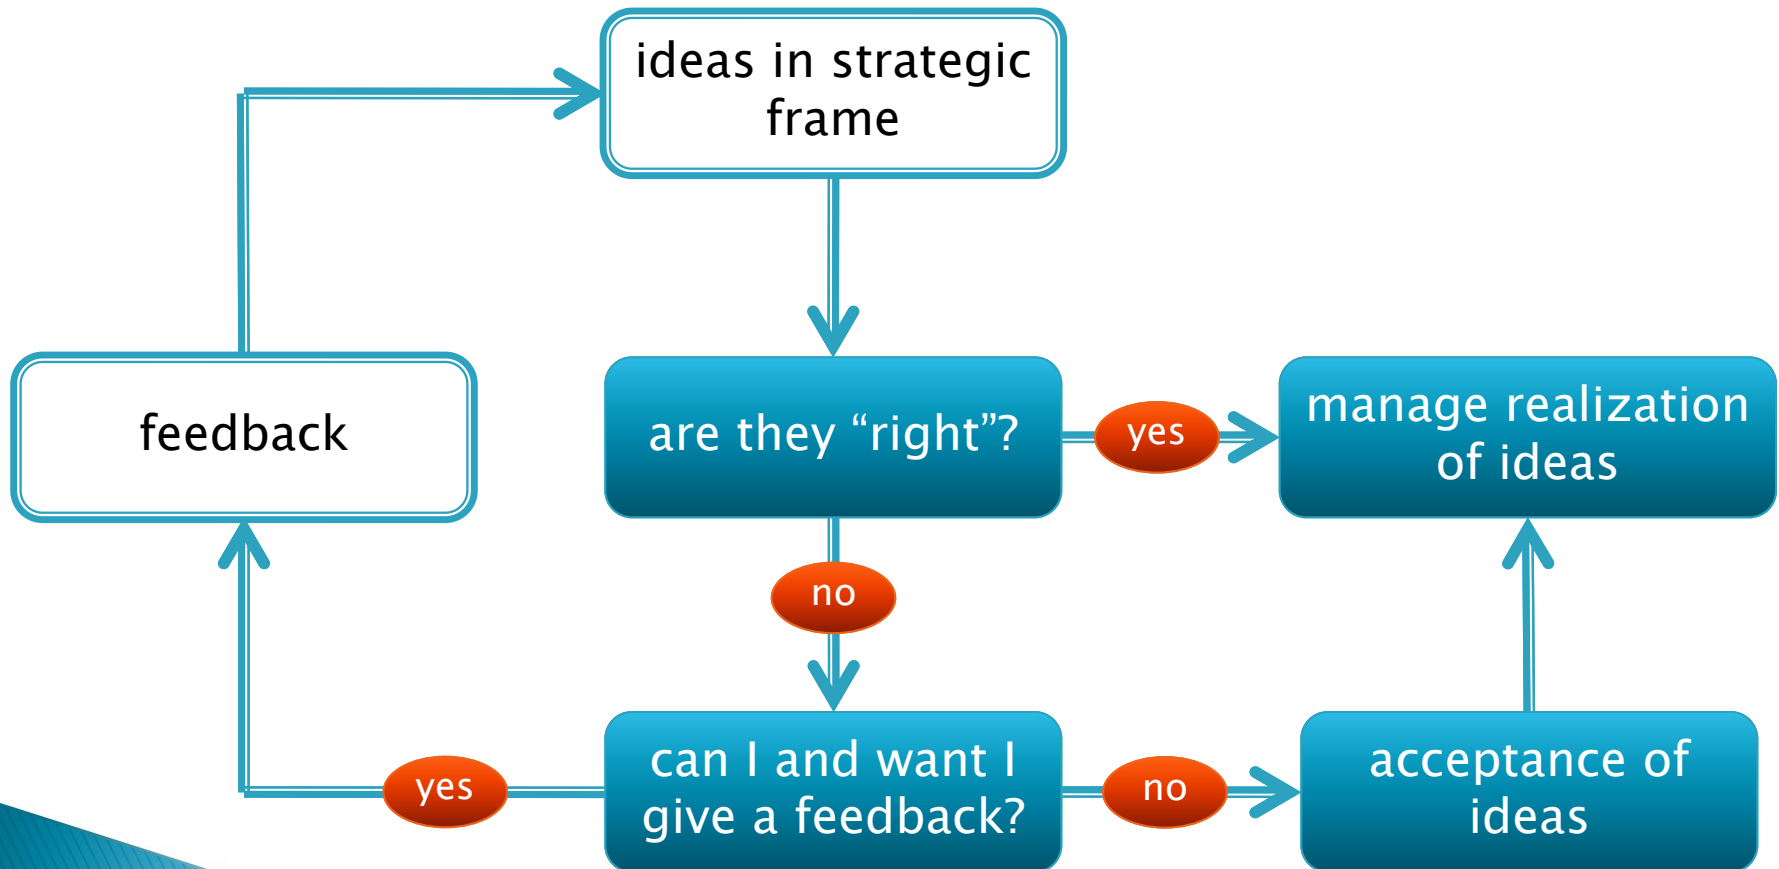 ideas in strategic
frame
feedback
are they “right”?
yes
manage realization
of ideas
no
can I and want I
give a feedback?
yes
no
acceptance of
ideas